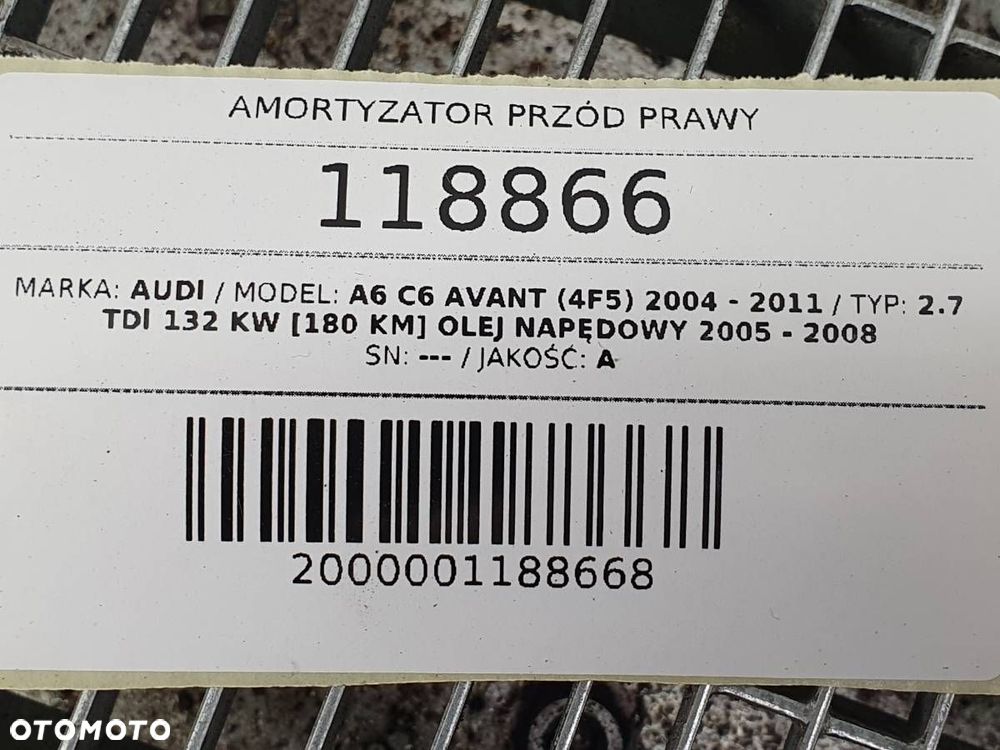 AMORTYZATOR PRZÓD PRAWY
118866
MARKA: AUDI / MODEL: A6 C6 AVANT (4F5) 2004 - 2011 / TYP: 2.7
TDI 132 KW [180 KM] OLEJ NAPĘDOWY 2005 - 2008
SN: --- / JAKOŚĆ: A
2000001188668
OTOMOTO